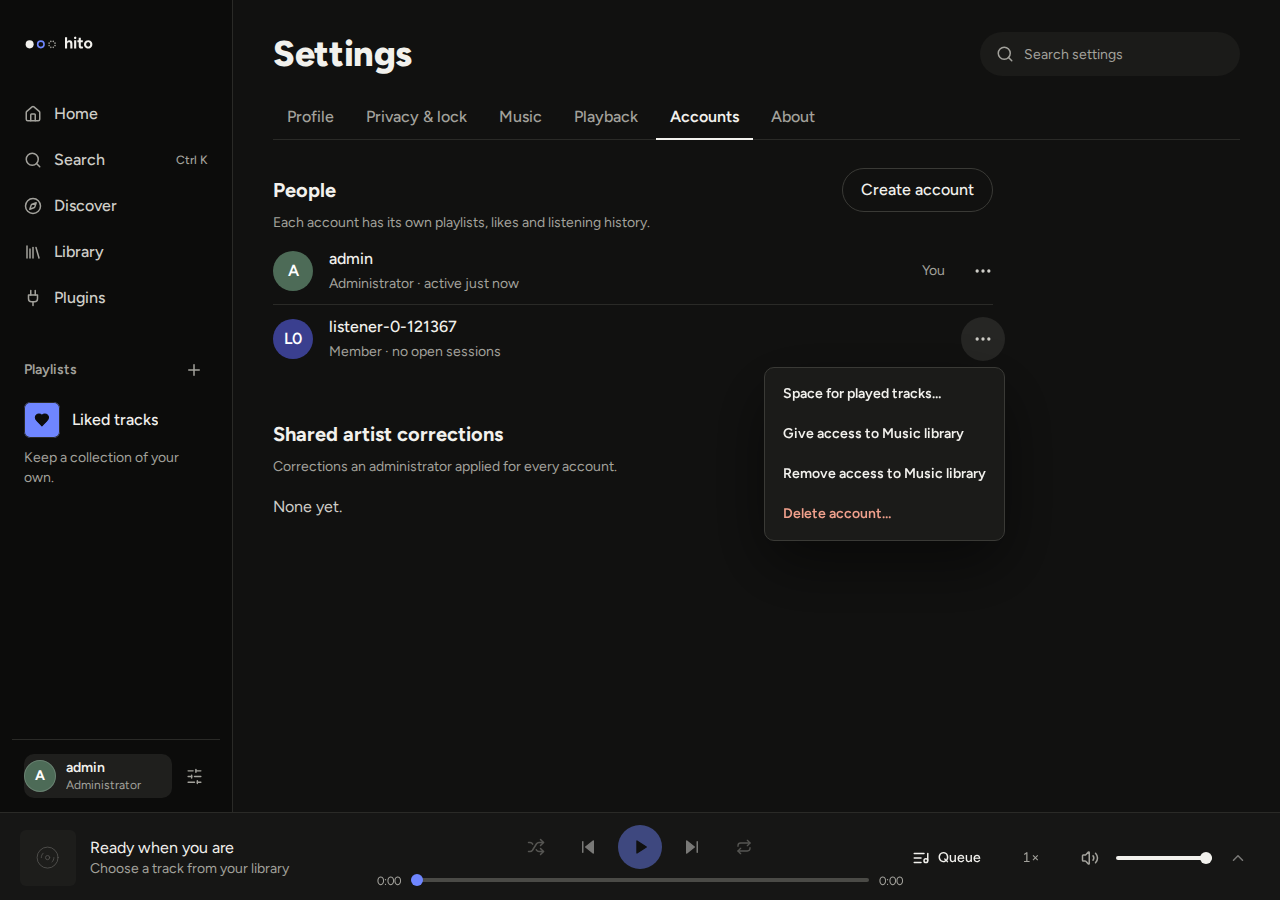 hito
Home
Search Ctrl K
Discover
Library
Plugins
Playlists
Liked tracks
Keep a collection of your
own.
A admin
Administrator
Settings
Search settings
Profile Privacy & lock Music Playback Accounts About
People
Create account
Each account has its own playlists, likes and listening history.
A admin
Administrator · active just now
You
L0 listener-0-121367
Member · no open sessions
Space for played tracks...
Give access to Music library
Remove access to Music library
Delete account...
Shared artist corrections
Corrections an administrator applied for every account.
None yet.
Ready when you are
Choose a track from your library
0:00 0:00
Queue 1×